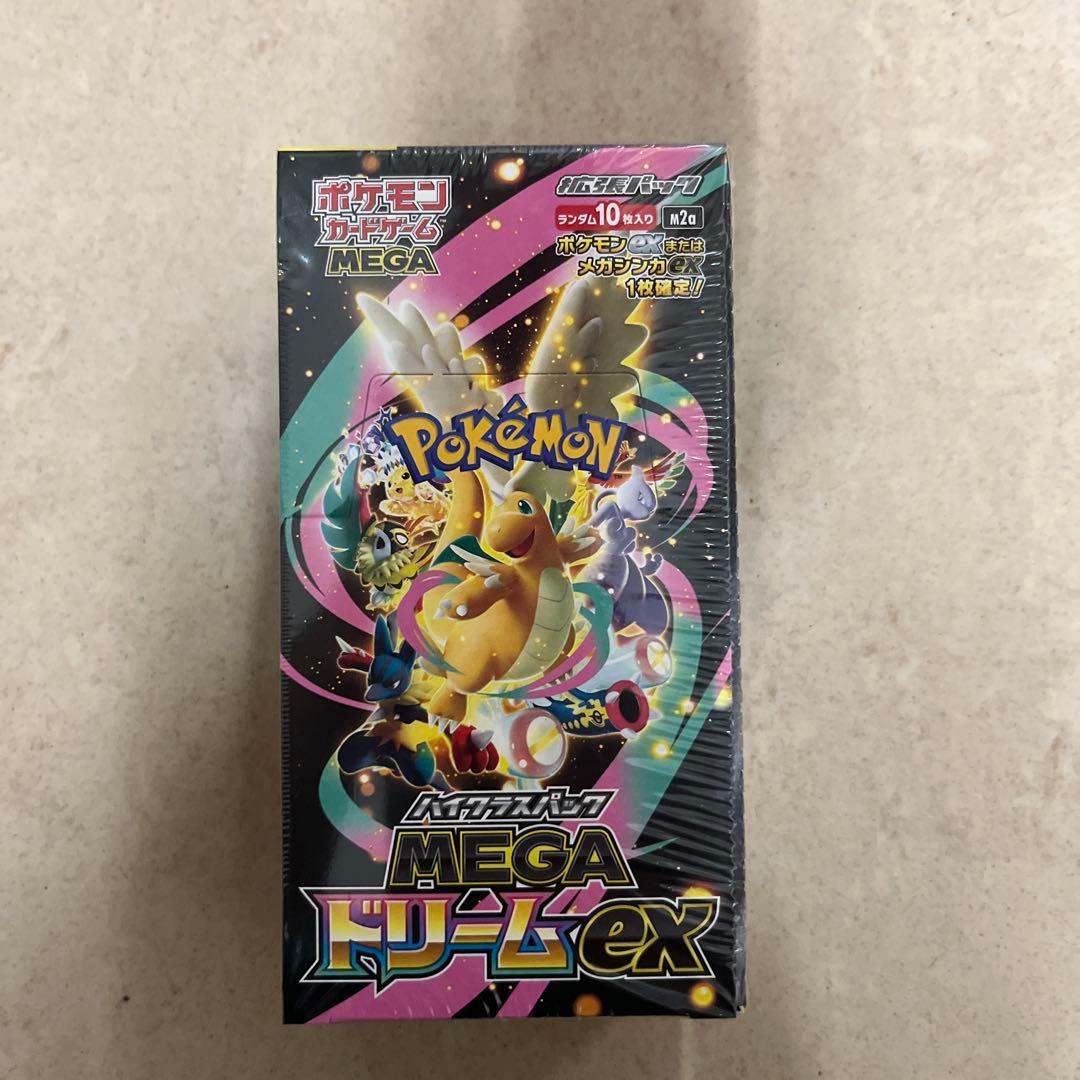 ポケモン
カードゲーム
MEGA
拡張パック
ランダム10枚入り M2a
ポケモンexまたは
メガシンカex
1枚確定!
POKéMON
TM
ハイクラスパック
MEGA
ドリームex